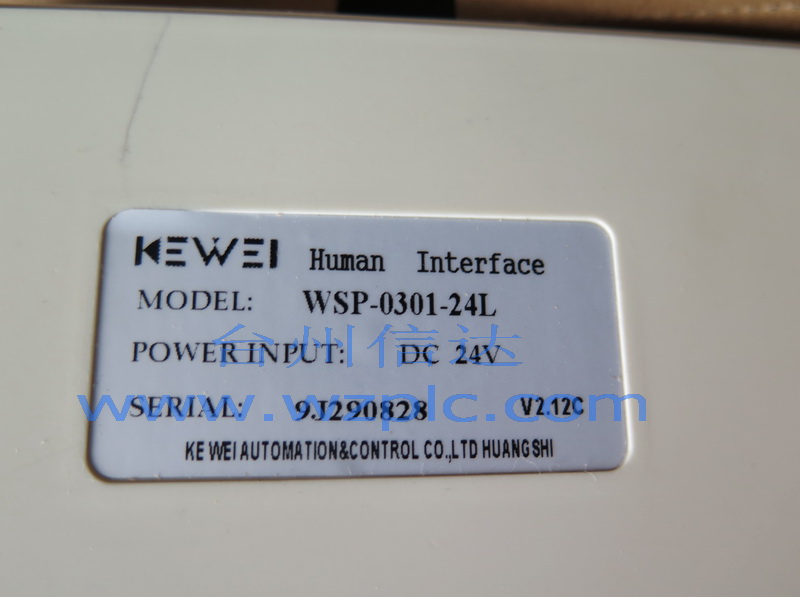 KEWEI Human Interface
MODEL: WSP-0301-24L
台州信达
POWER INPUT: DC 24V
www.wzplc.com
SERIAL: 9J290828 V2.12C
KE WEI AUTOMATION&CONTROL CO.,LTD HUANGSHI